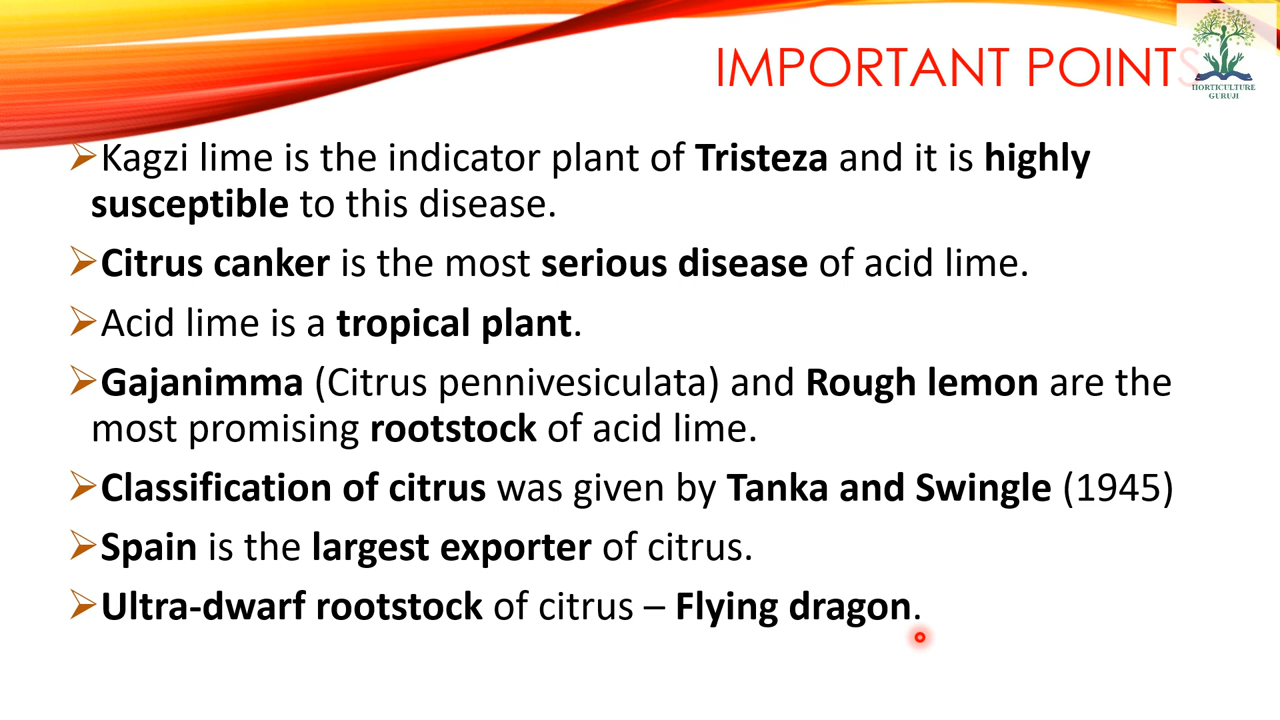 IMPORTANT POINTS
HORTICULTURE
GURUJI
➢Kagzi lime is the indicator plant of Tristeza and it is highly
susceptible to this disease.
➢Citrus canker is the most serious disease of acid lime.
➢Acid lime is a tropical plant.
➢Gajanimma (Citrus pennivesiculata) and Rough lemon are the
most promising rootstock of acid lime.
➢Classification of citrus was given by Tanka and Swingle (1945)
➢Spain is the largest exporter of citrus.
➢Ultra-dwarf rootstock of citrus – Flying dragon.